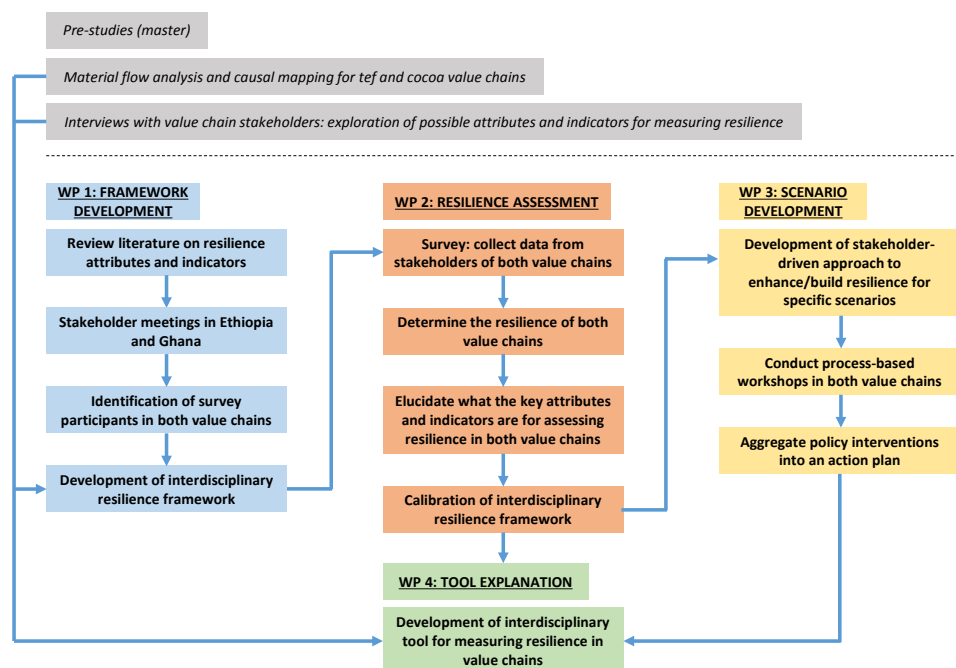 Pre-studies (master)
Material flow analysis and causal mapping for tef and cocoa value chains
Interviews with value chain stakeholders: exploration of possible attributes and indicators for measuring resilience
WP 1: FRAMEWORK
DEVELOPMENT
Review literature on resilience
attributes and indicators
Stakeholder meetings in Ethiopia
and Ghana
Identification of survey
participants in both value chains
Development of interdisciplinary
resilience framework
WP 2: RESILIENCE ASSESSMENT
Survey: collect data from
stakeholders of both value chains
Determine the resilience of both
value chains
Elucidate what the key attributes
and indicators are for assessing
resilience in both value chains
Calibration of interdisciplinary
resilience framework
WP 3: SCENARIO
DEVELOPMENT
Development of stakeholder-
driven approach to
enhance/build resilience for
specific scenarios
Conduct process-based
workshops in both value chains
Aggregate policy interventions
into an action plan
WP 4: TOOL EXPLANATION
Development of interdisciplinary
tool for measuring resilience in
value chains